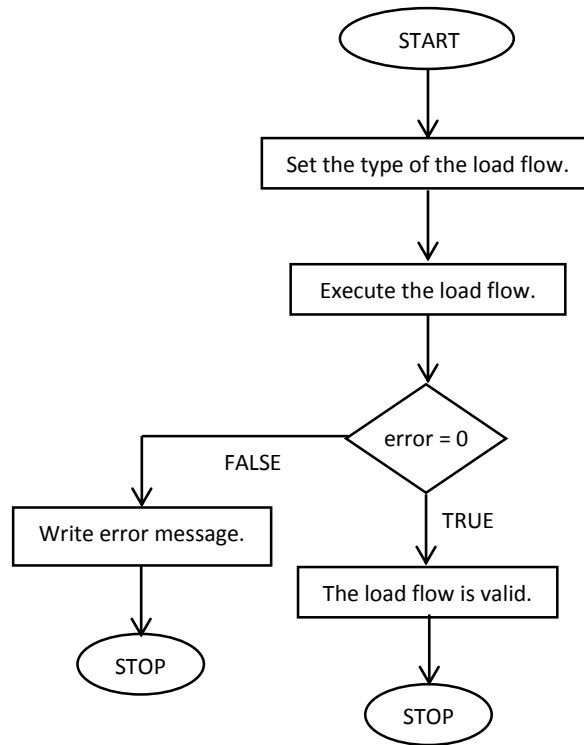 START
Set the type of the load flow.
Execute the load flow.
error = 0
FALSE
TRUE
Write error message.
The load flow is valid.
STOP
STOP